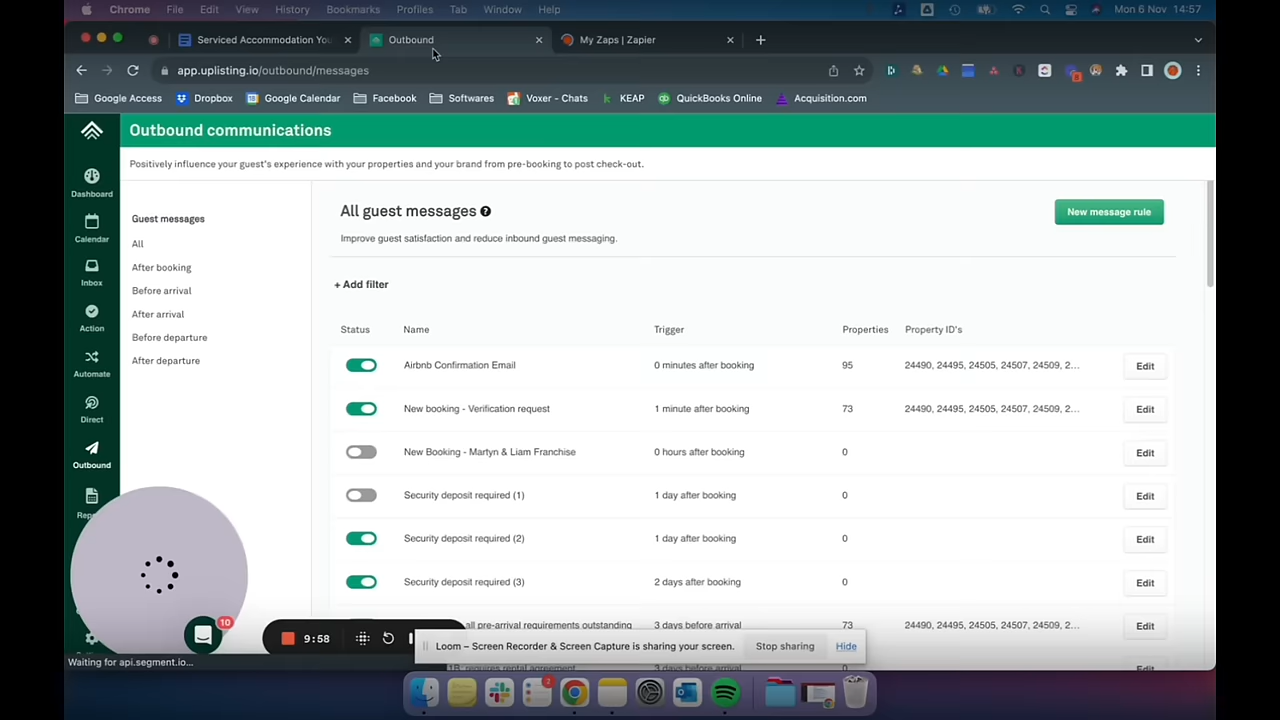 Chrome File Edit View History Bookmarks Profiles Tab Window Help Mon 6 Nov 14:57
Serviced Accommodation You Outbound My Zaps | Zapier
app.uplisting.io/outbound/messages
Google Access Dropbox Google Calendar Facebook Softwares Voxer - Chats KEAP QuickBooks Online Acquisition.com
Outbound communications
Positively influence your guest's experience with your properties and your brand from pre-booking to post check-out.
Dashboard
Calendar
Inbox
Action
Automate
Direct
Outbound
Guest messages
All
After booking
Before arrival
After arrival
Before departure
After departure
All guest messages ?
New message rule
Improve guest satisfaction and reduce inbound guest messaging.
+ Add filter
Status Name Trigger Properties Property ID's
Airbnb Confirmation Email 0 minutes after booking 95 24490, 24495, 24505, 24507, 24509, 2... Edit
New booking - Verification request 1 minute after booking 73 24490, 24495, 24505, 24507, 24509, 2... Edit
New Booking - Martyn & Liam Franchise 0 hours after booking 0 Edit
Security deposit required (1) 1 day after booking 0 Edit
Security deposit required (2) 1 day after booking 0 Edit
Security deposit required (3) 2 days after booking 0 Edit
all pre-arrival requirements outstanding 3 days before arrival 73 24490, 24495, 24505, 24507, 24509, 2... Edit
10
9:58
Loom – Screen Recorder & Screen Capture is sharing your screen. Stop sharing Hide
Waiting for api.segment.io...
1B: requires rental agreement 3 days before arrival
2